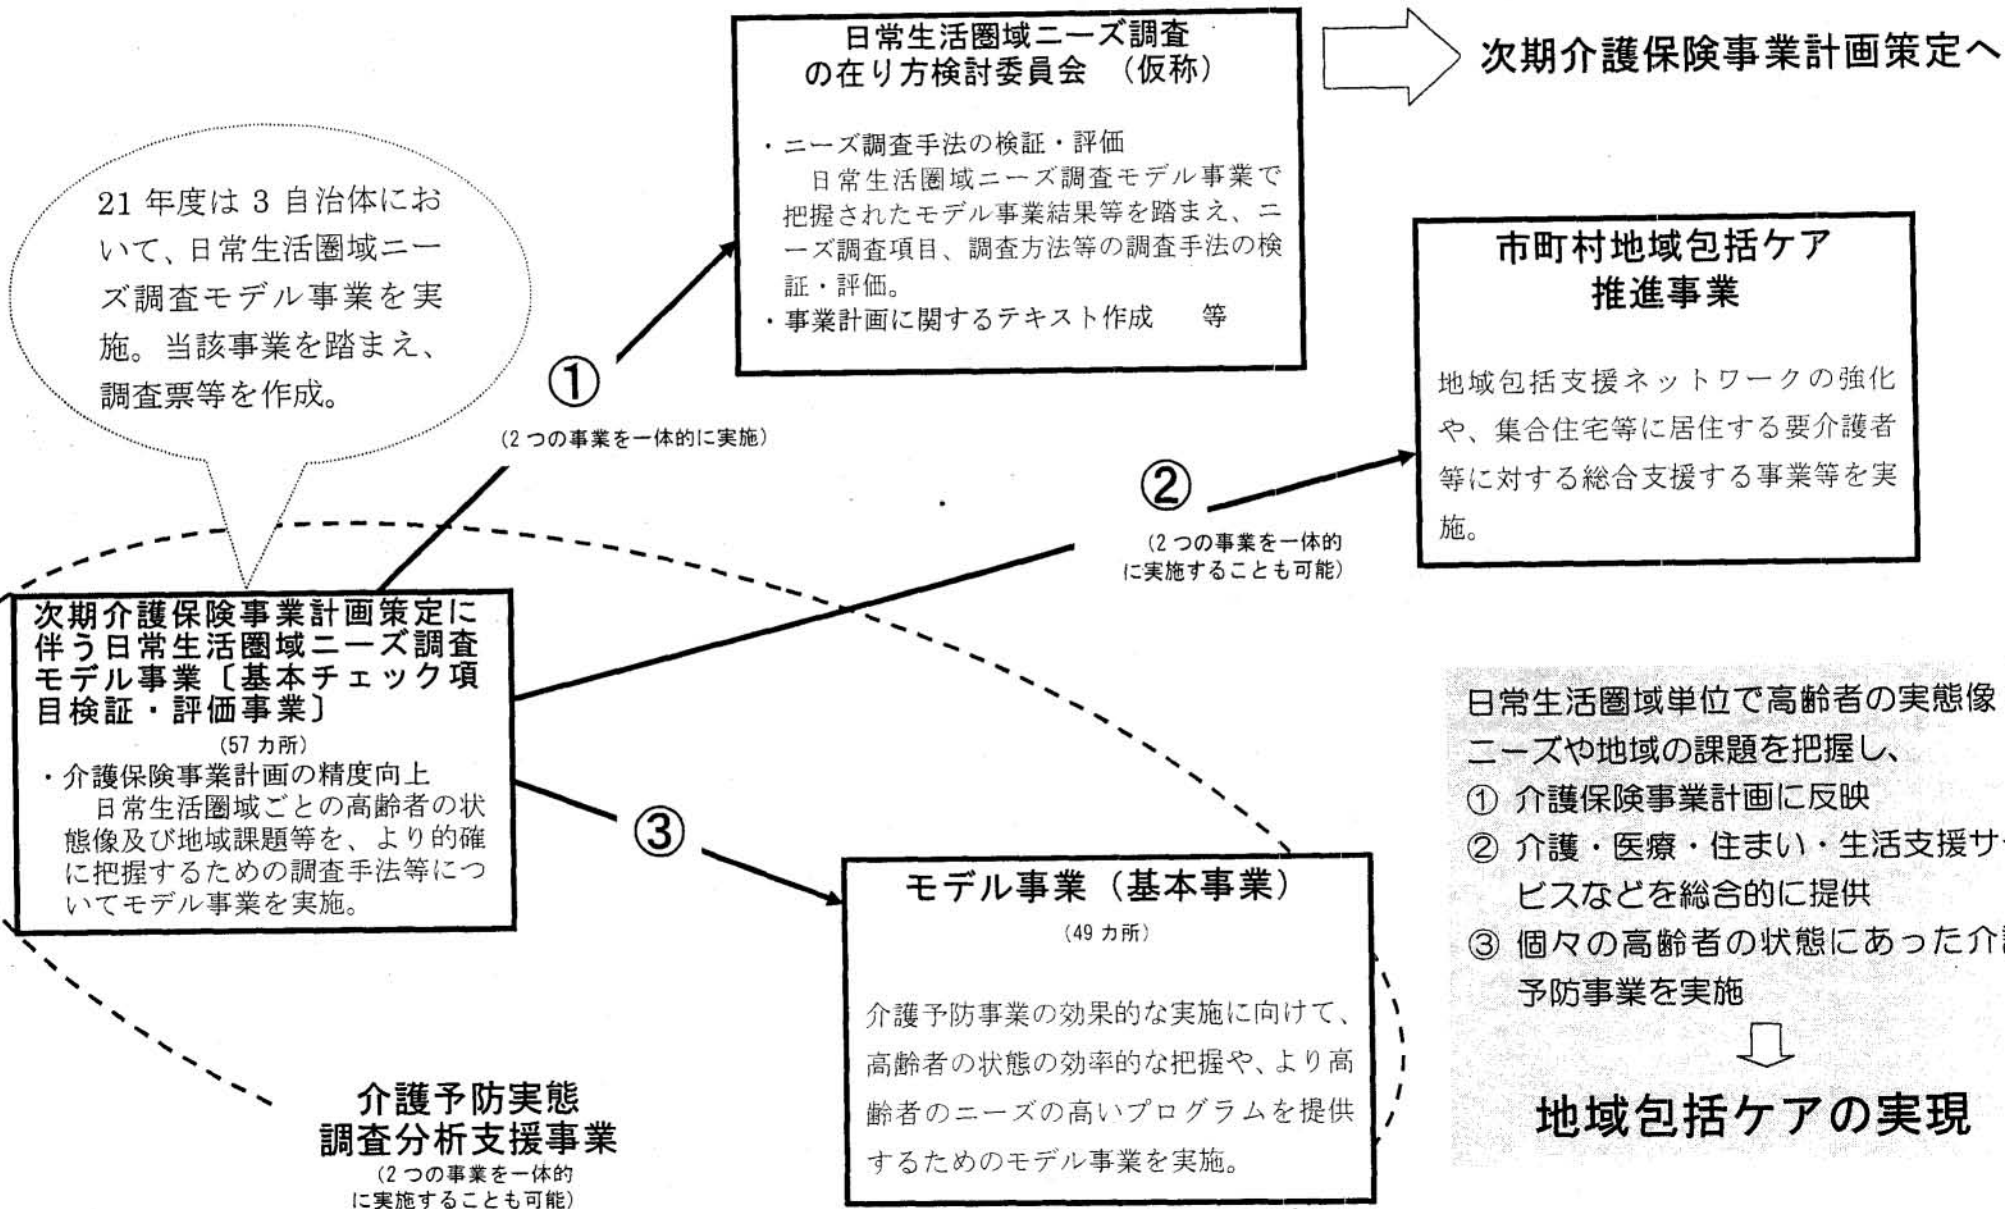 日常生活圏域ニーズ調査
の在り方検討委員会 （仮称）
・ニーズ調査手法の検証・評価
日常生活圏域ニーズ調査モデル事業で
把握されたモデル事業結果等を踏まえ、ニ
ーズ調査項目、調査方法等の調査手法の検
証・評価。
・事業計画に関するテキスト作成 等
次期介護保険事業計画策定へ
21 年度は 3 自治体にお
いて、日常生活圏域ニー
ズ調査モデル事業を実
施。当該事業を踏まえ、
調査票等を作成。
①
（2 つの事業を一体的に実施）
市町村地域包括ケア
推進事業
地域包括支援ネットワークの強化
や、集合住宅等に居住する要介護者
等に対する総合支援する事業等を実
施。
②
（2 つの事業を一体的
に実施することも可能）
次期介護保険事業計画策定に
伴う日常生活圏域ニーズ調査
モデル事業〔基本チェック項
目検証・評価事業〕
（57 カ所）
・介護保険事業計画の精度向上
日常生活圏域ごとの高齢者の状
態像及び地域課題等を、より的確
に把握するための調査手法等につ
いてモデル事業を実施。
③
モデル事業（基本事業）
（49 カ所）
介護予防事業の効果的な実施に向けて、
高齢者の状態の効率的な把握や、より高
齢者のニーズの高いプログラムを提供
するためのモデル事業を実施。
介護予防実態
調査分析支援事業
（2 つの事業を一体的
に実施することも可能）
日常生活圏域単位で高齢者の実態像
ニーズや地域の課題を把握し、
① 介護保険事業計画に反映
② 介護・医療・住まい・生活支援サー
ビスなどを総合的に提供
③ 個々の高齢者の状態にあった介
予防事業を実施
地域包括ケアの実現